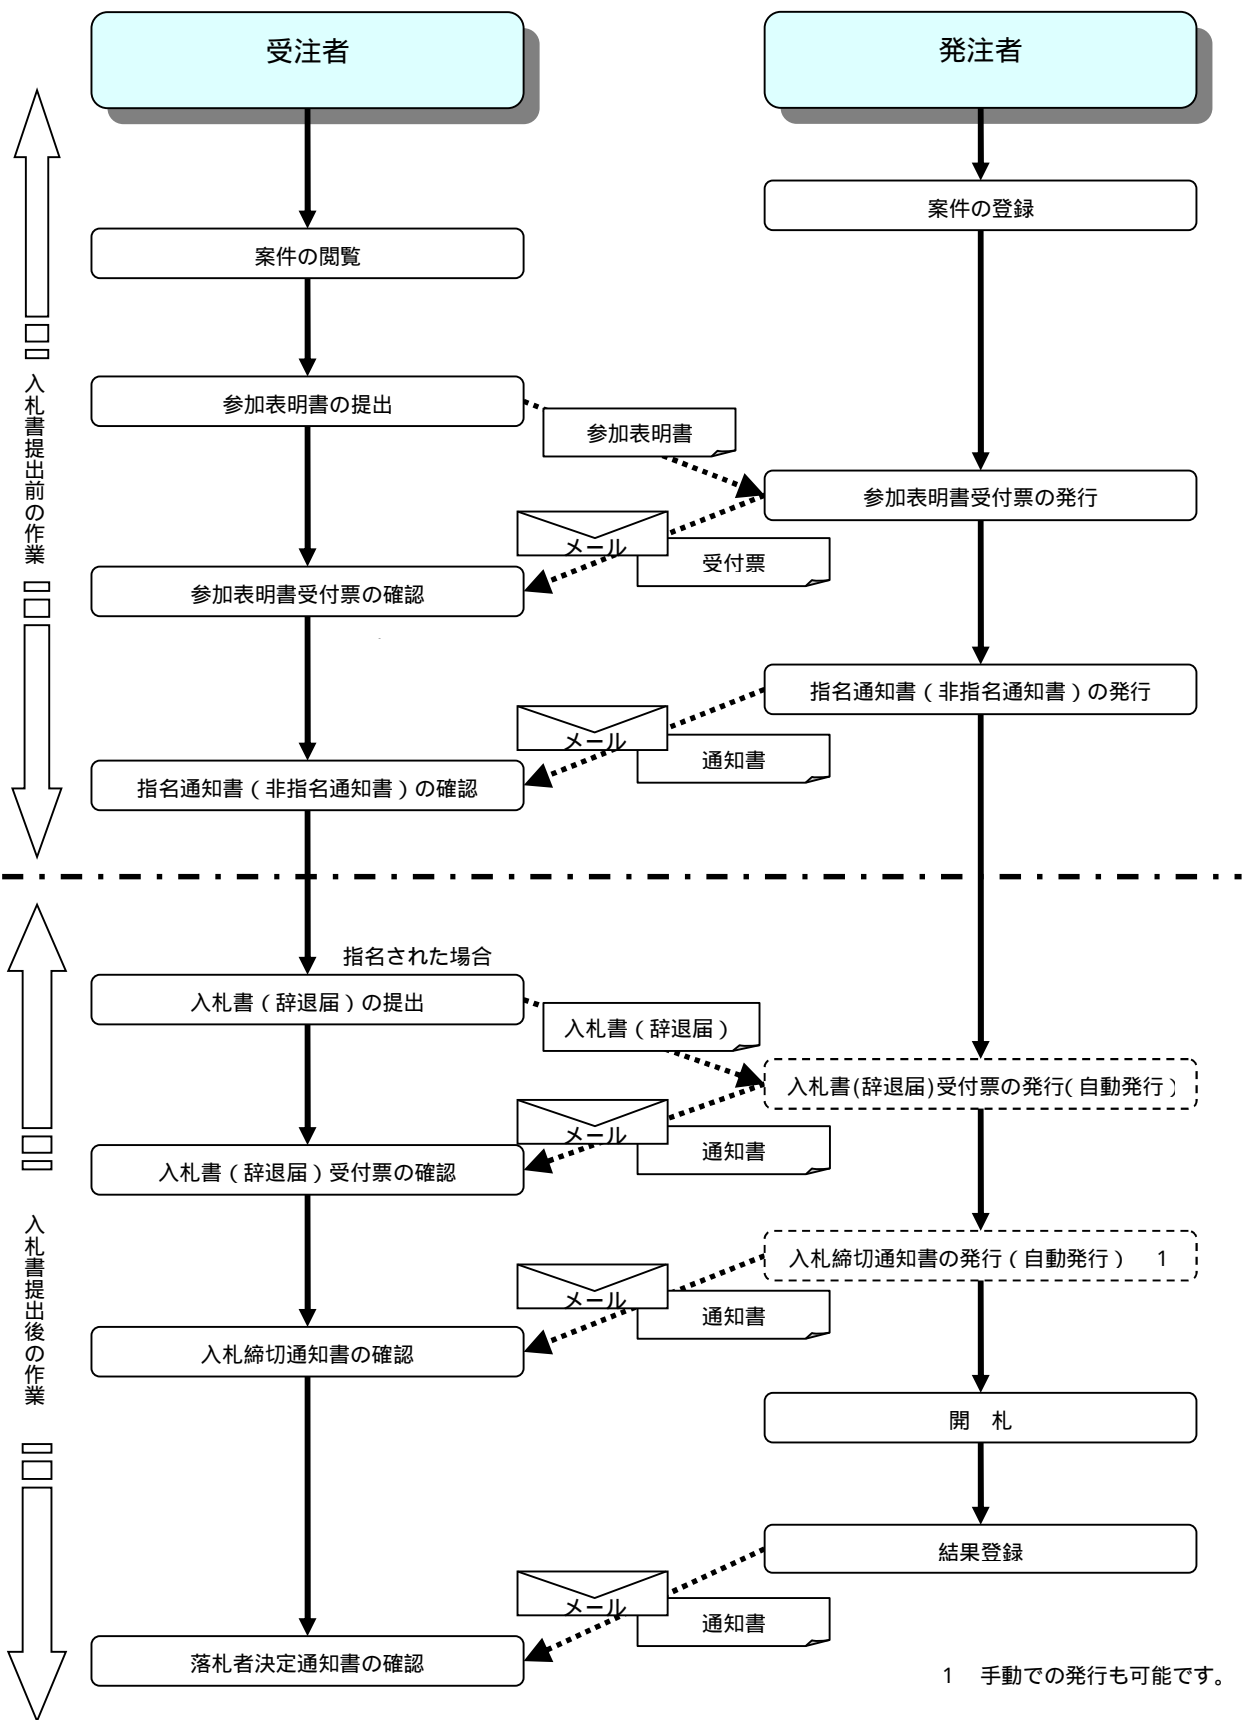 受注者
発注者
案件の登録
案件の閲覧
参加表明書の提出
参加表明書
参加表明書受付票の発行
メール
受付票
参加表明書受付票の確認
入札書提出前の作業
指名通知書(非指名通知書)の発行
メール
通知書
指名通知書(非指名通知書)の確認
指名された場合
入札書(辞退届)の提出
入札書(辞退届)
入札書(辞退届)受付票の発行(自動発行)
メール
通知書
入札書(辞退届)受付票の確認
入札書提出後の作業
入札締切通知書の発行(自動発行) 1
メール
通知書
入札締切通知書の確認
開 札
結果登録
メール
通知書
落札者決定通知書の確認
1 手動での発行も可能です。